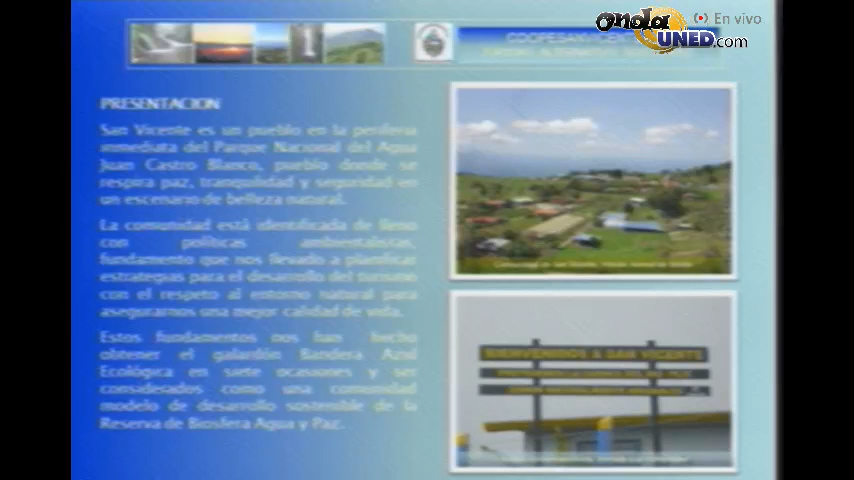 Onda
UNED.com
En vivo
PRESENTACION
San Vicente es un pueblo en la periferia
inmediata del Parque Nacional del Agua
Juan Castro Blanco, pueblo donde se
respira paz, tranquilidad y seguridad en
un escenario de belleza natural.
La comunidad está identificada de lleno
con políticas ambientalistas,
fundamento que nos llevado a planificar
estrategias para el desarrollo del turismo
con el respeto al entorno natural para
asegurarnos una mejor calidad de vida.
Estos fundamentos nos han hecho
obtener el galardón Bandera Azul
Ecológica en siete ocasiones y ser
considerados como una comunidad
modelo de desarrollo sostenible de la
Reserva de Biosfera Agua y Paz.
BIENVENIDOS A SAN VICENTE